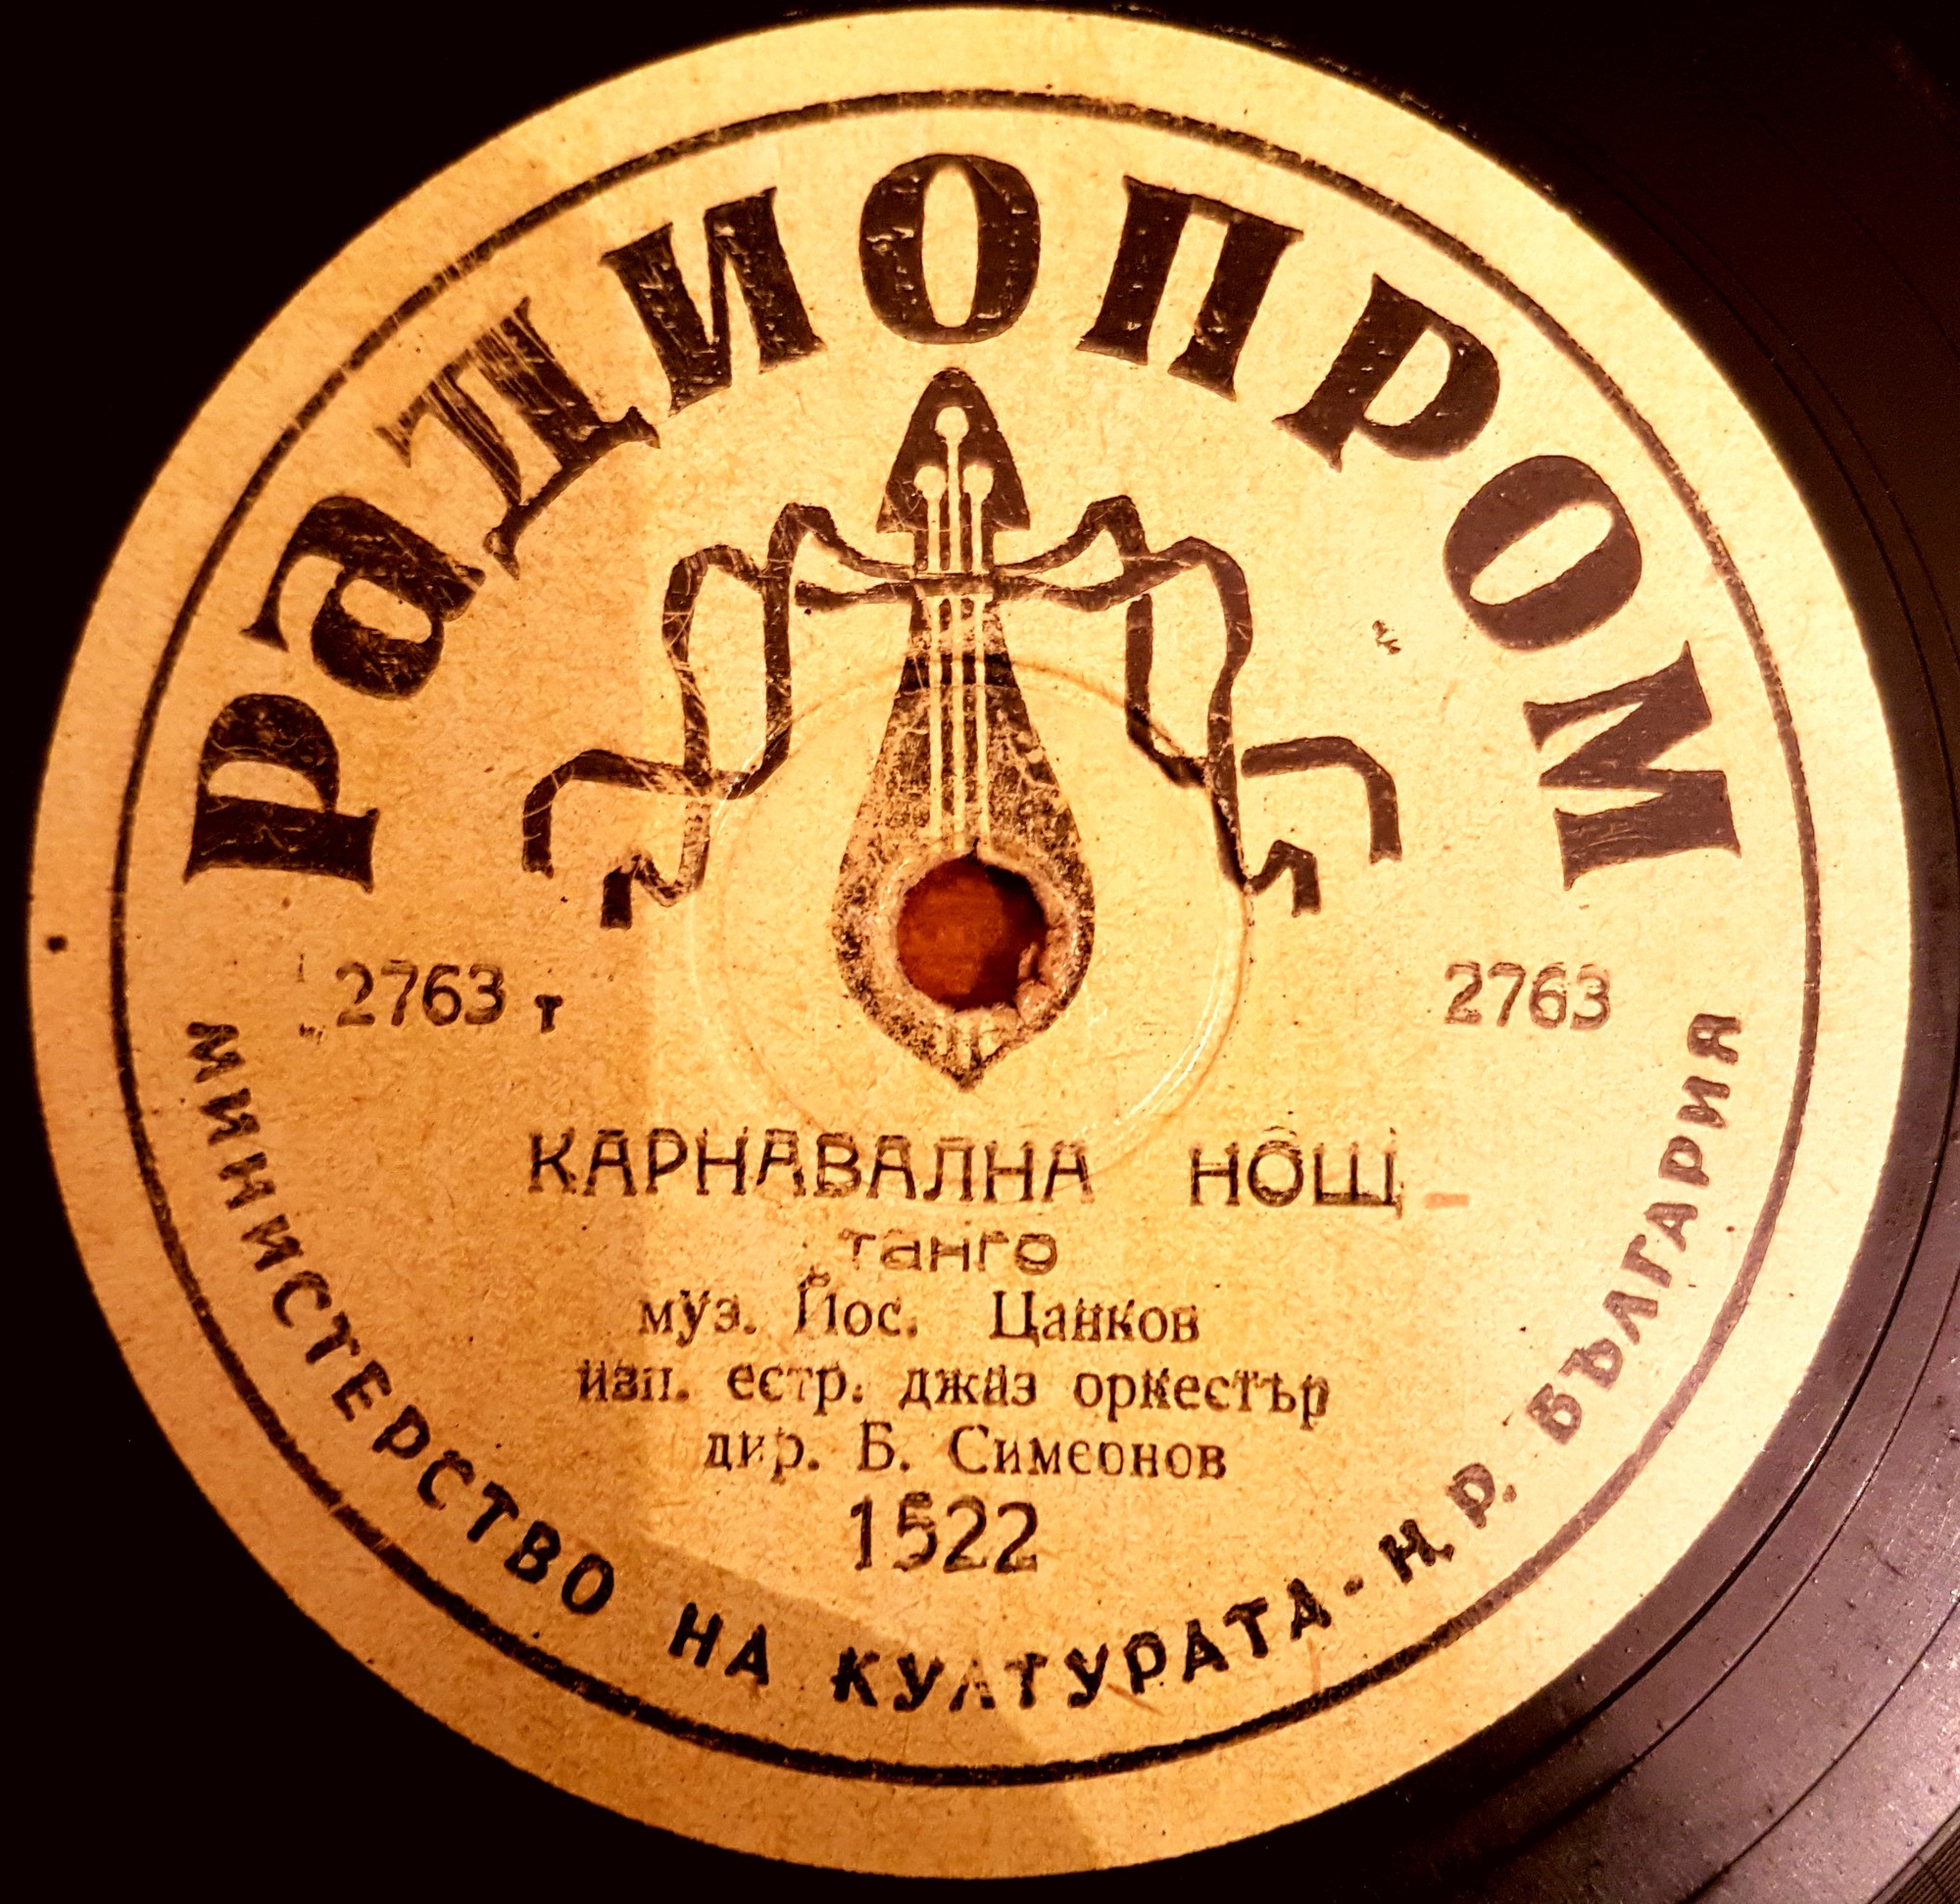 РАДИОПРОМ
2763 т
2763
КАРНАВАЛНА НОЩ
танго
муз. Йос. Цанков
изп. естр. джаз оркестър
дир. Б. Симеонов
1522
МИНИСТЕРСТВО НА КУЛТУРАТА - Н. Р. БЪЛГАРИЯ